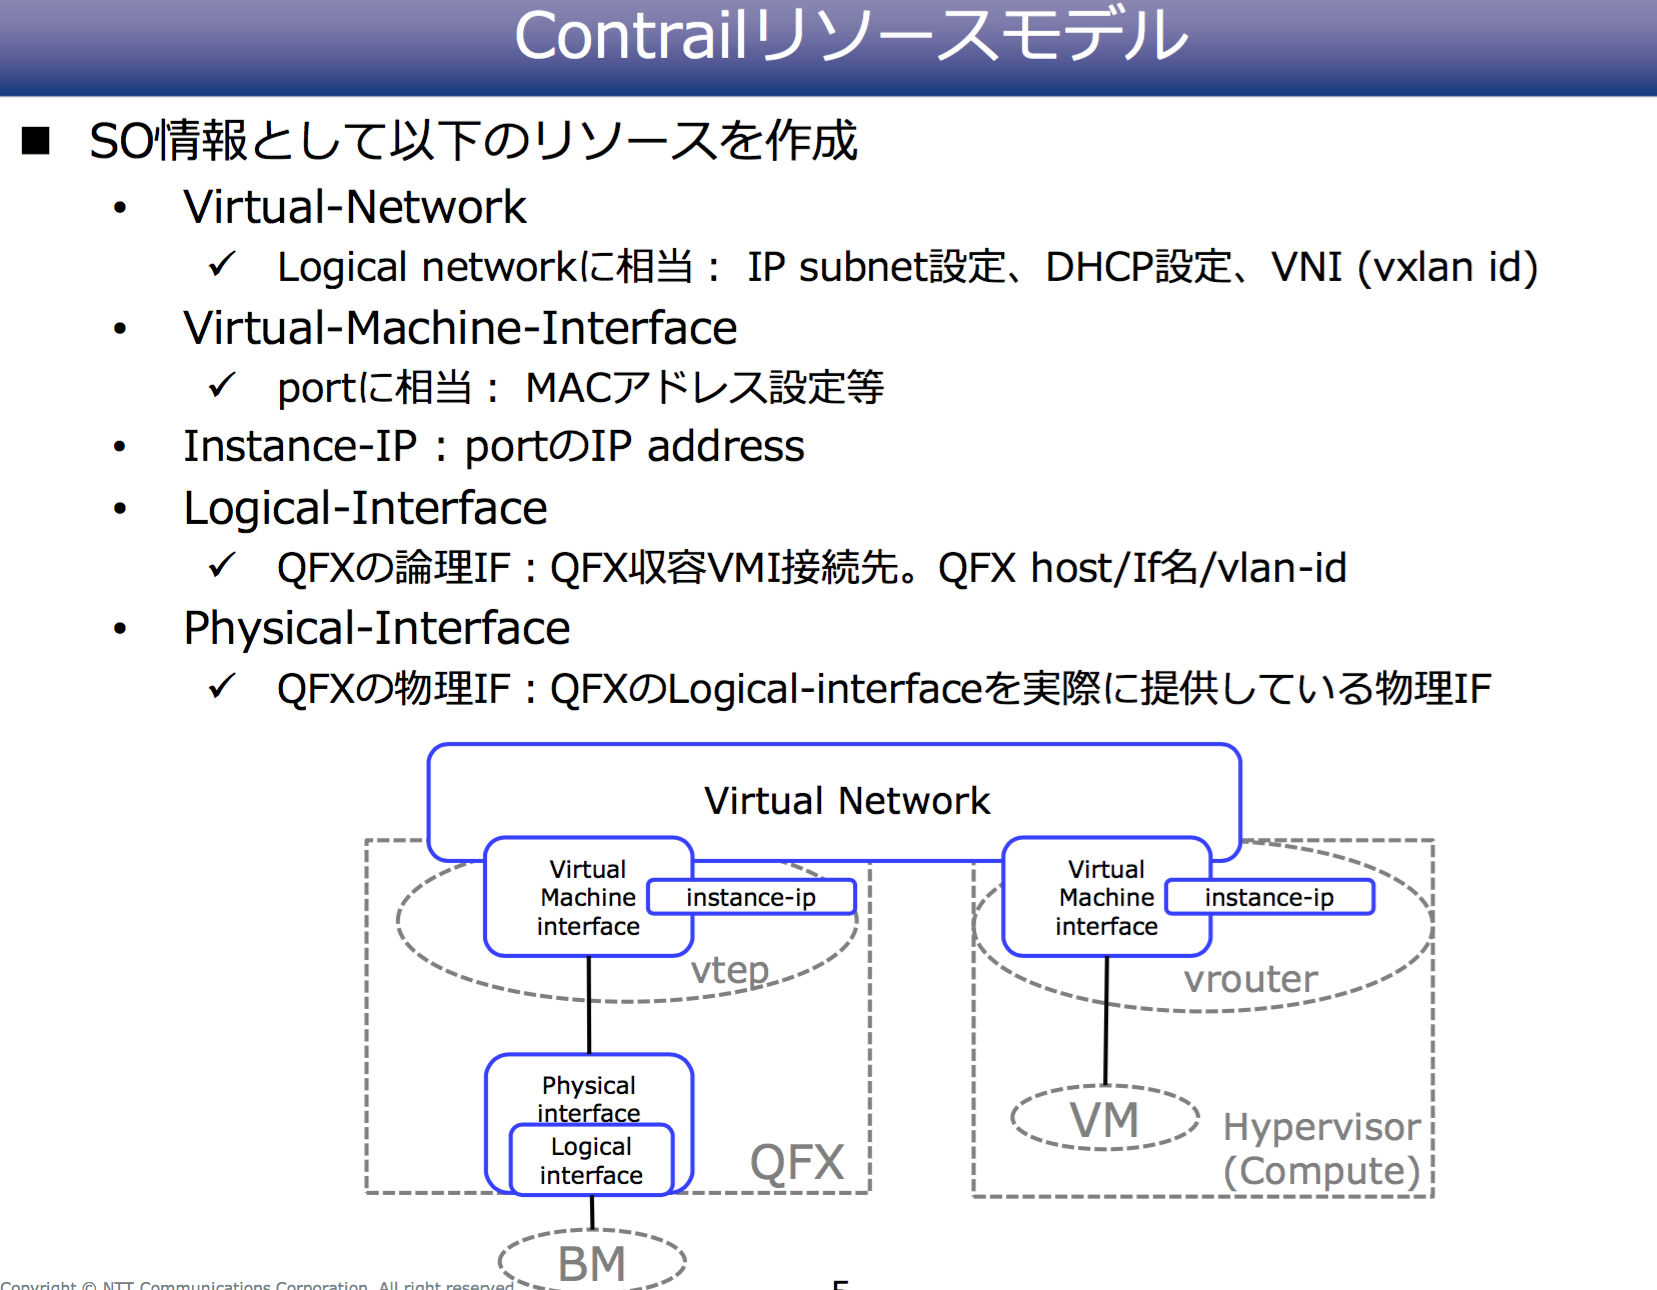 Contrailリソースモデル
■ SO情報として以下のリソースを作成
• Virtual-Network
✓ Logical networkに相当： IP subnet設定、DHCP設定、VNI (vxlan id)
• Virtual-Machine-Interface
✓ portに相当： MACアドレス設定等
• Instance-IP：portのIP address
• Logical-Interface
✓ QFXの論理IF：QFX収容VMI接続先。QFX host/If名/vlan-id
• Physical-Interface
✓ QFXの物理IF：QFXのLogical-interfaceを実際に提供している物理IF
Virtual Network
Virtual
Machine
interface
instance-ip
vtep
Physical
interface
Logical
interface
QFX
BM
Virtual
Machine
interface
instance-ip
vrouter
VM
Hypervisor
(Compute)
Copyright © NTT Communications Corporation. All right reserved.
5